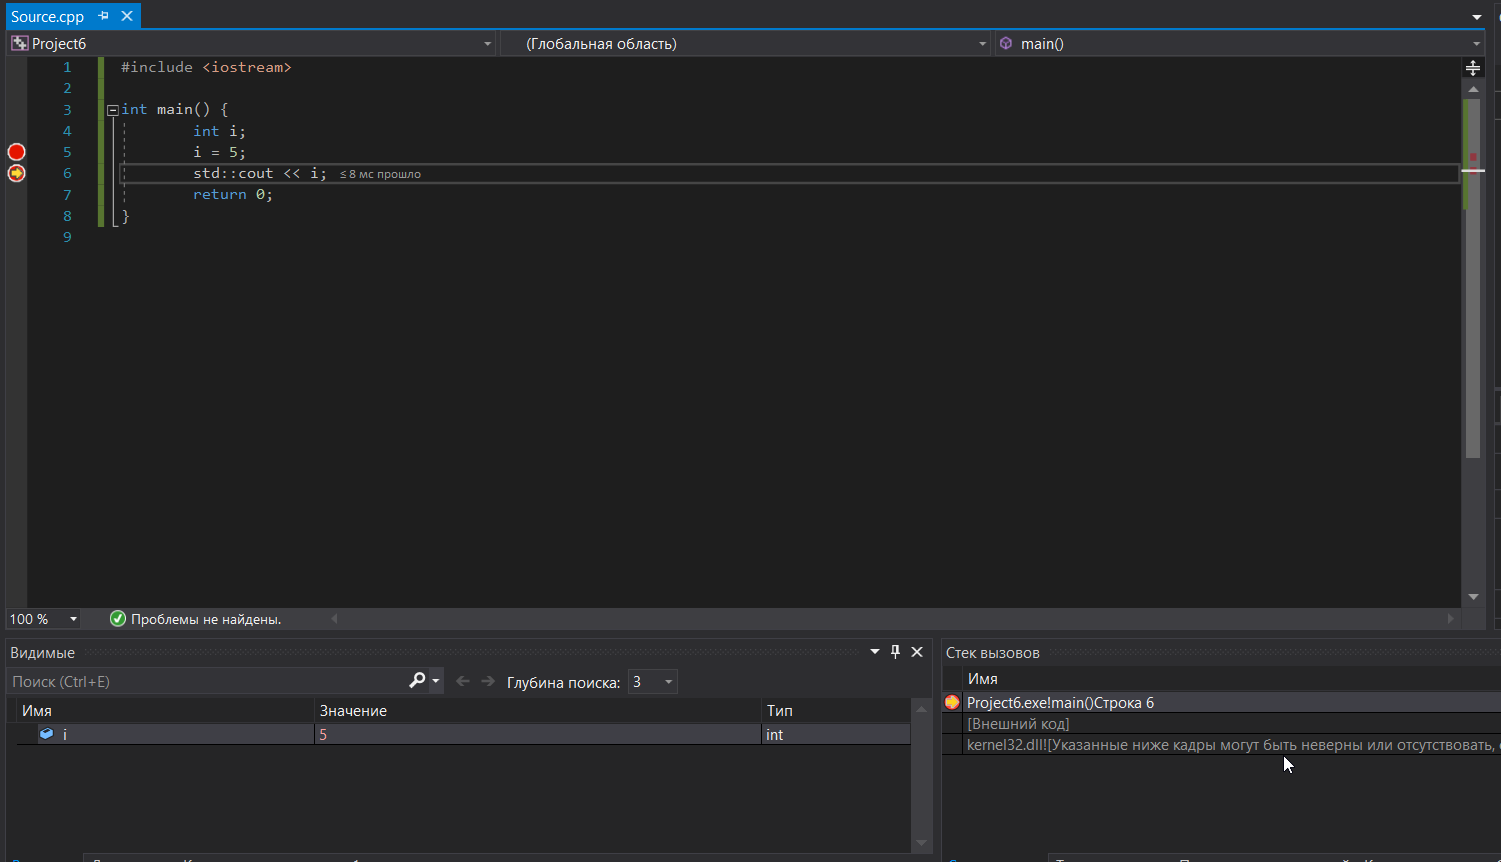 Source.cpp
Project6 (Глобальная область) main()
1 #include <iostream>
2
3 int main() {
4 int i;
5 i = 5;
6 std::cout << i; ≤ 8 мс прошло
7 return 0;
8 }
9
100 % Проблемы не найдены.
Видимые
Поиск (Ctrl+E) Глубина поиска: 3
Имя Значение Тип
i 5 int
Стек вызовов
Имя
Project6.exe!main()Строка 6
[Внешний код]
kernel32.dll![Указанные ниже кадры могут быть неверны или отсутствовать,